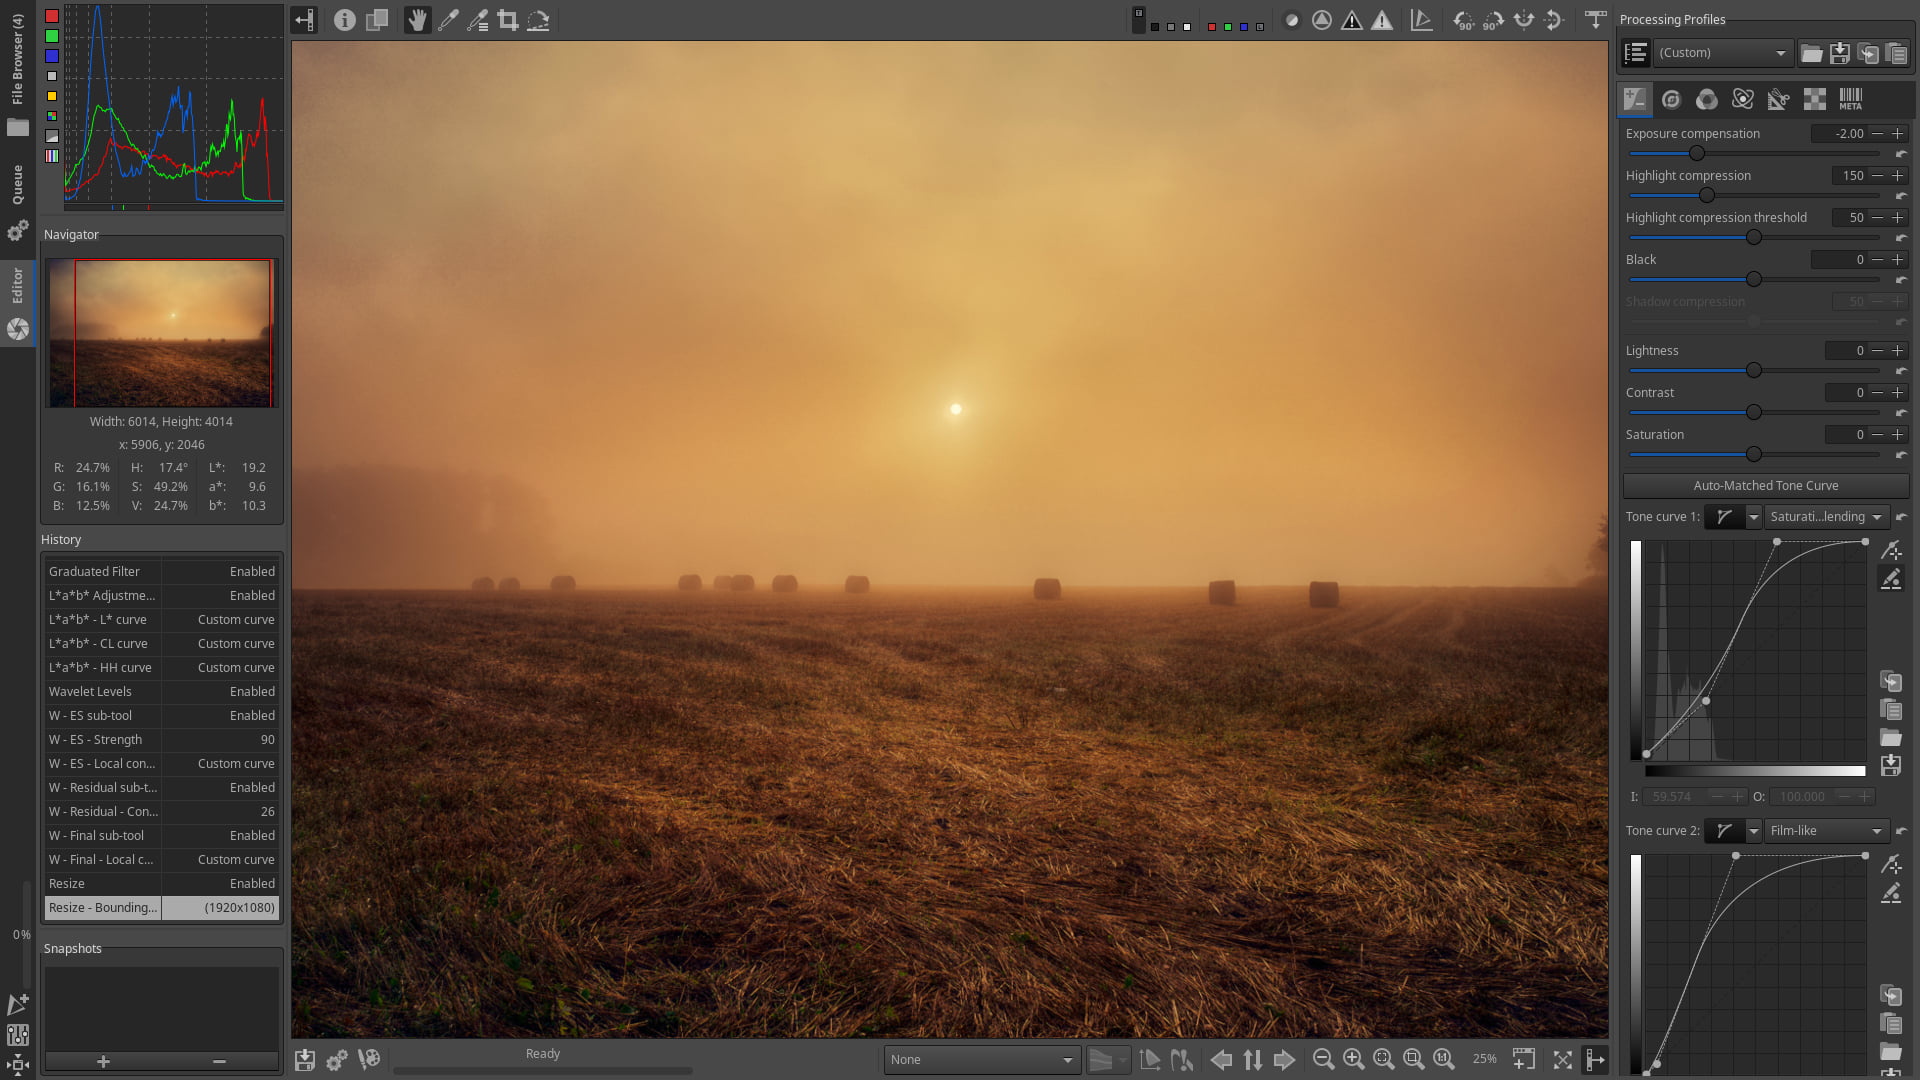 File Browser (4)
Queue
Editor
0%
Navigator
Width: 6014, Height: 4014
x: 5906, y: 2046
R: 24.7% H: 17.4° L*: 19.2
G: 16.1% S: 49.2% a*: 9.6
B: 12.5% V: 24.7% b*: 10.3
History
Graduated Filter Enabled
L*a*b* Adjustme... Enabled
L*a*b* - L* curve Custom curve
L*a*b* - CL curve Custom curve
L*a*b* - HH curve Custom curve
Wavelet Levels Enabled
W - ES sub-tool Enabled
W - ES - Strength 90
W - ES - Local con... Custom curve
W - Residual sub-t... Enabled
W - Residual - Con... 26
W - Final sub-tool Enabled
W - Final - Local c... Custom curve
Resize Enabled
Resize - Bounding... (1920x1080)
Snapshots
90° 90°
Ready
None
1:1
25%
Processing Profiles
(Custom)
META
Exposure compensation -2.00
Highlight compression 150
Highlight compression threshold 50
Black 0
Shadow compression 50
Lightness 0
Contrast 0
Saturation 0
Auto-Matched Tone Curve
Tone curve 1: Saturati...lending
I: 59.574 O: 100.000
Tone curve 2: Film-like